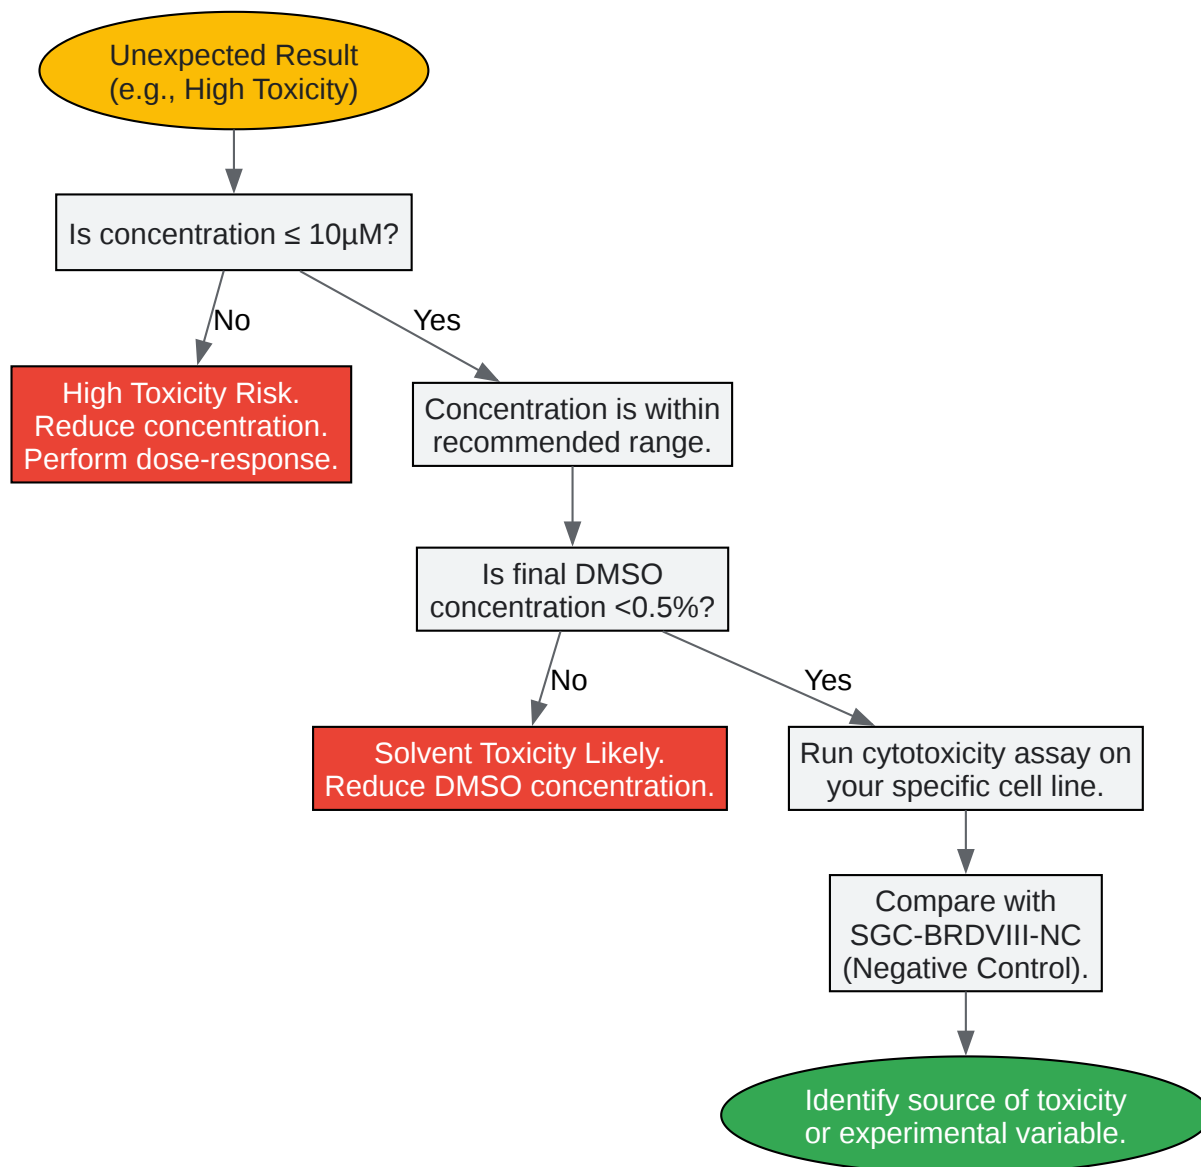 Unexpected Result
(e.g., High Toxicity)
Is concentration ≤ 10µM?
No
Yes
High Toxicity Risk.
Reduce concentration.
Perform dose-response.
Concentration is within
recommended range.
Is final DMSO
concentration <0.5%?
No
Yes
Solvent Toxicity Likely.
Reduce DMSO concentration.
Run cytotoxicity assay on
your specific cell line.
Compare with
SGC-BRDVIII-NC
(Negative Control).
Identify source of toxicity
or experimental variable.